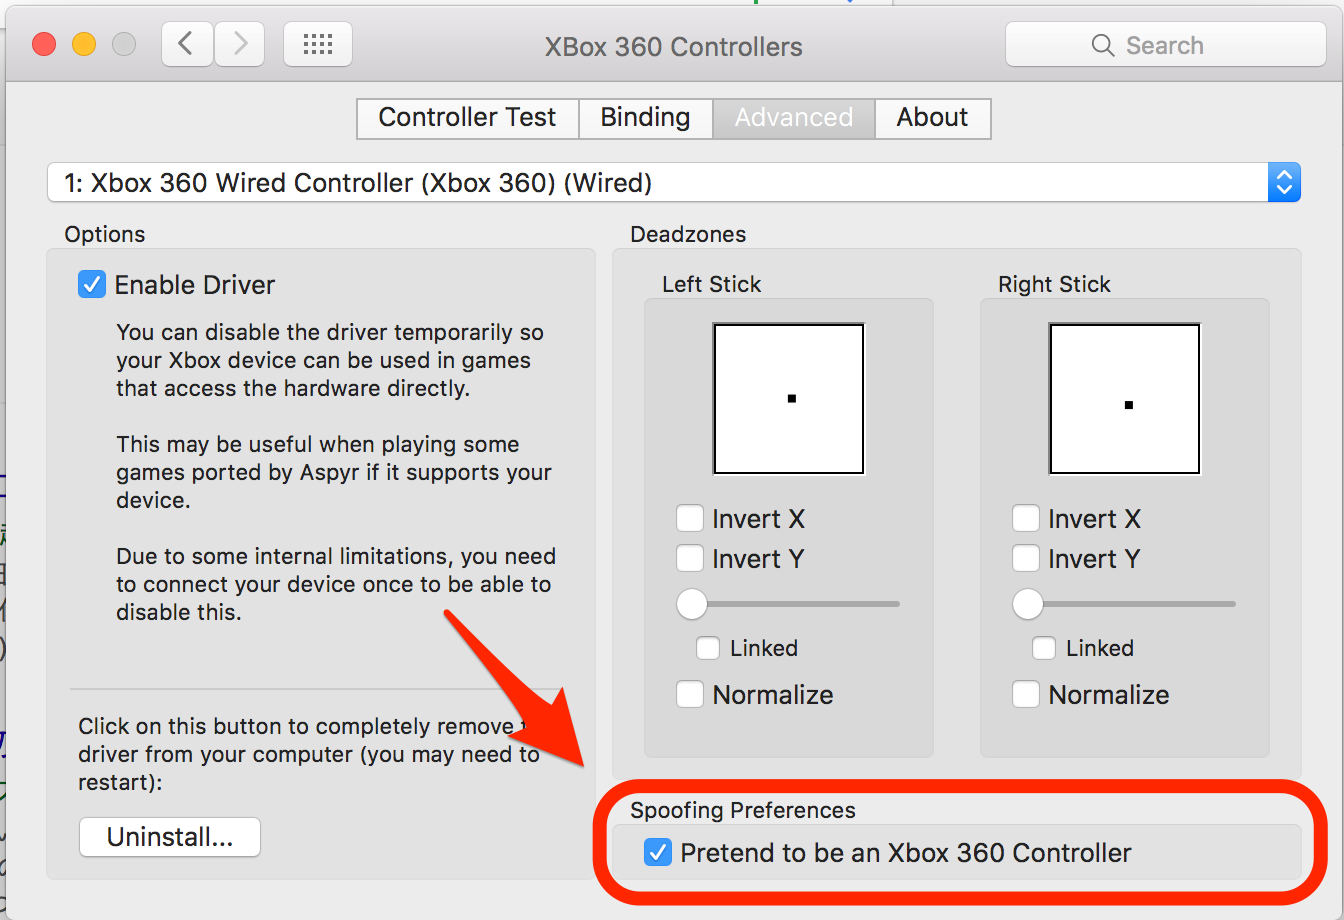 XBox 360 Controllers
Search
Controller Test
Binding
Advanced
About
1: Xbox 360 Wired Controller (Xbox 360) (Wired)
Options
Enable Driver
You can disable the driver temporarily so
your Xbox device can be used in games
that access the hardware directly.
This may be useful when playing some
games ported by Aspyr if it supports your
device.
Due to some internal limitations, you need
to connect your device once to be able to
disable this.
Click on this button to completely remove
driver from your computer (you may need to
restart):
Uninstall...
Deadzones
Left Stick
Invert X
Invert Y
Linked
Normalize
Right Stick
Invert X
Invert Y
Linked
Normalize
Spoofing Preferences
Pretend to be an Xbox 360 Controller